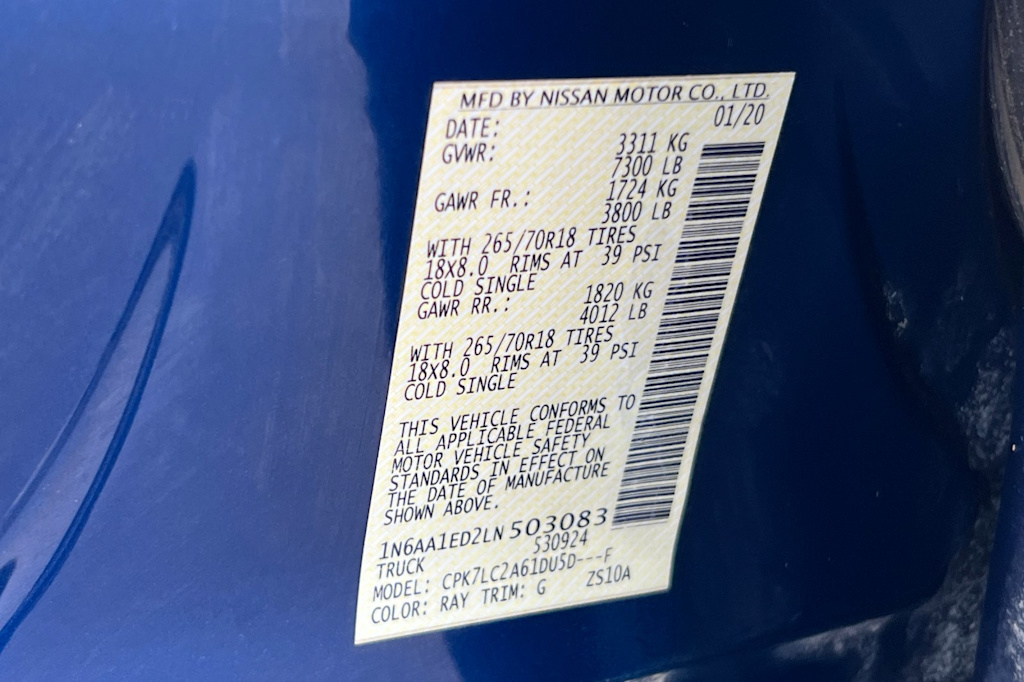 MFD BY NISSAN MOTOR CO., LTD.
DATE: 01/20
GVWR: 3311 KG
7300 LB
GAWR FR.: 1724 KG
3800 LB
WITH 265/70R18 TIRES
18X8.0 RIMS AT 39 PSI
COLD SINGLE
GAWR RR.: 1820 KG
4012 LB
WITH 265/70R18 TIRES
18X8.0 RIMS AT 39 PSI
COLD SINGLE
THIS VEHICLE CONFORMS TO
ALL APPLICABLE FEDERAL
MOTOR VEHICLE SAFETY
STANDARDS IN EFFECT ON
THE DATE OF MANUFACTURE
SHOWN ABOVE.
1N6AA1ED2LN503083
TRUCK 530924
MODEL: CPK7LC2A61DU5D---F
COLOR: RAY TRIM: G ZS10A